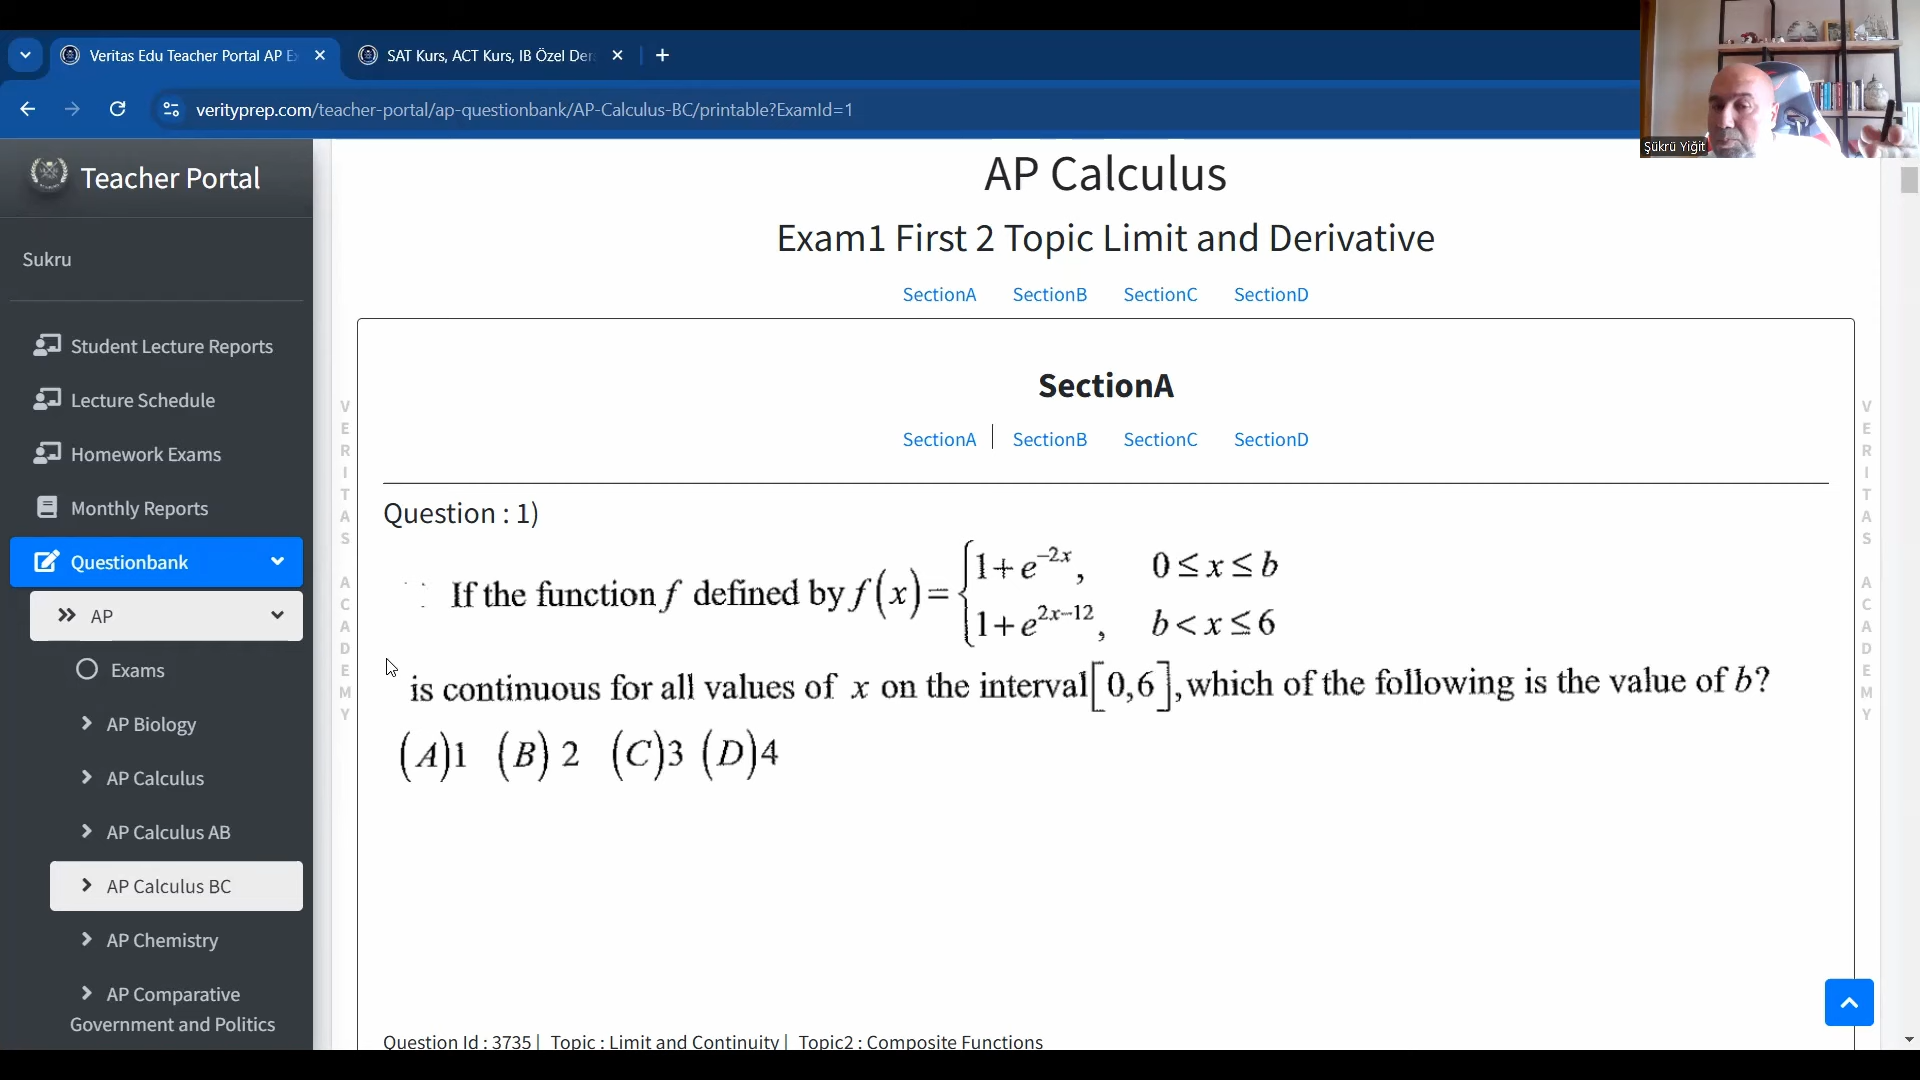 Veritas Edu Teacher Portal AP Ex
SAT Kurs, ACT Kurs, IB Özel Der
verityprep.com/teacher-portal/ap-questionbank/AP-Calculus-BC/printable?ExamId=1
Şükrü Yiğit
Teacher Portal
Sukru
Student Lecture Reports
Lecture Schedule
Homework Exams
Monthly Reports
Questionbank
AP
Exams
AP Biology
AP Calculus
AP Calculus AB
AP Calculus BC
AP Chemistry
AP Comparative
Government and Politics
AP Calculus
Exam1 First 2 Topic Limit and Derivative
SectionA SectionB SectionC SectionD
SectionA
SectionA SectionB SectionC SectionD
VERITAS ACADEMY
VERITAS ACADEMY
Question : 1)
If the function f defined by f(x) = { 1+e^{-2x}, 0 ≤ x ≤ b
1+e^{2x-12}, b < x ≤ 6
is continuous for all values of x on the interval [0,6], which of the following is the value of b?
(A)1 (B) 2 (C)3 (D)4
Question Id : 3735 | Topic : Limit and Continuity | Topic2 : Composite Functions